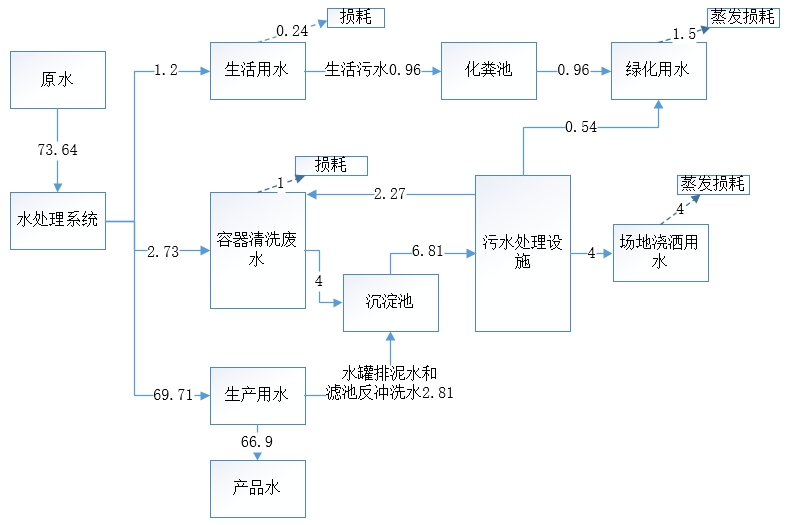 损耗
蒸发损耗
0.24
1.5
原水
1.2
生活用水
生活污水0.96
化粪池
0.96
绿化用水
73.64
0.54
损耗
1
2.27
蒸发损耗
4
水处理系统
2.73
容器清洗废
水
4
6.81
污水处理设
施
4
场地浇洒用
水
沉淀池
水罐排泥水和
滤池反冲洗水2.81
69.71
生产用水
66.9
产品水